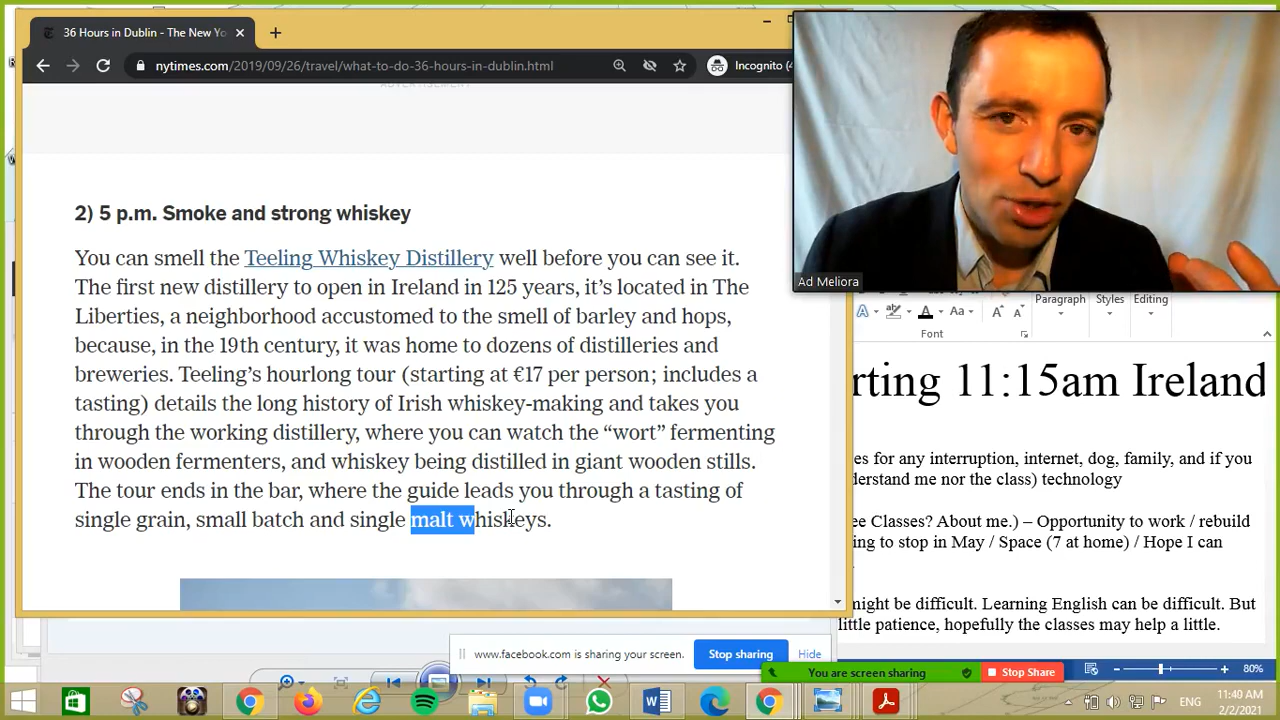 36 Hours in Dublin - The New Yo
nytimes.com/2019/09/26/travel/what-to-do-36-hours-in-dublin.html
Incognito (4
ADVERTISEMENT
2) 5 p.m. Smoke and strong whiskey
You can smell the Teeling Whiskey Distillery well before you can see it.
The first new distillery to open in Ireland in 125 years, it’s located in The
Liberties, a neighborhood accustomed to the smell of barley and hops,
because, in the 19th century, it was home to dozens of distilleries and
breweries. Teeling’s hourlong tour (starting at €17 per person; includes a
tasting) details the long history of Irish whiskey-making and takes you
through the working distillery, where you can watch the “wort” fermenting
in wooden fermenters, and whiskey being distilled in giant wooden stills.
The tour ends in the bar, where the guide leads you through a tasting of
single grain, small batch and single malt whiskeys.
Ad Meliora
Paragraph Styles Editing
Aa
Font
rting 11:15am Ireland
es for any interruption, internet, dog, family, and if you
derstand me nor the class) technology
ee Classes? About me.) – Opportunity to work / rebuild
ing to stop in May / Space (7 at home) / Hope I can
might be difficult. Learning English can be difficult. But
little patience, hopefully the classes may help a little.
www.facebook.com is sharing your screen. Stop sharing Hide
You are screen sharing Stop Share
80%
ENG
11:40 AM
2/2/2021